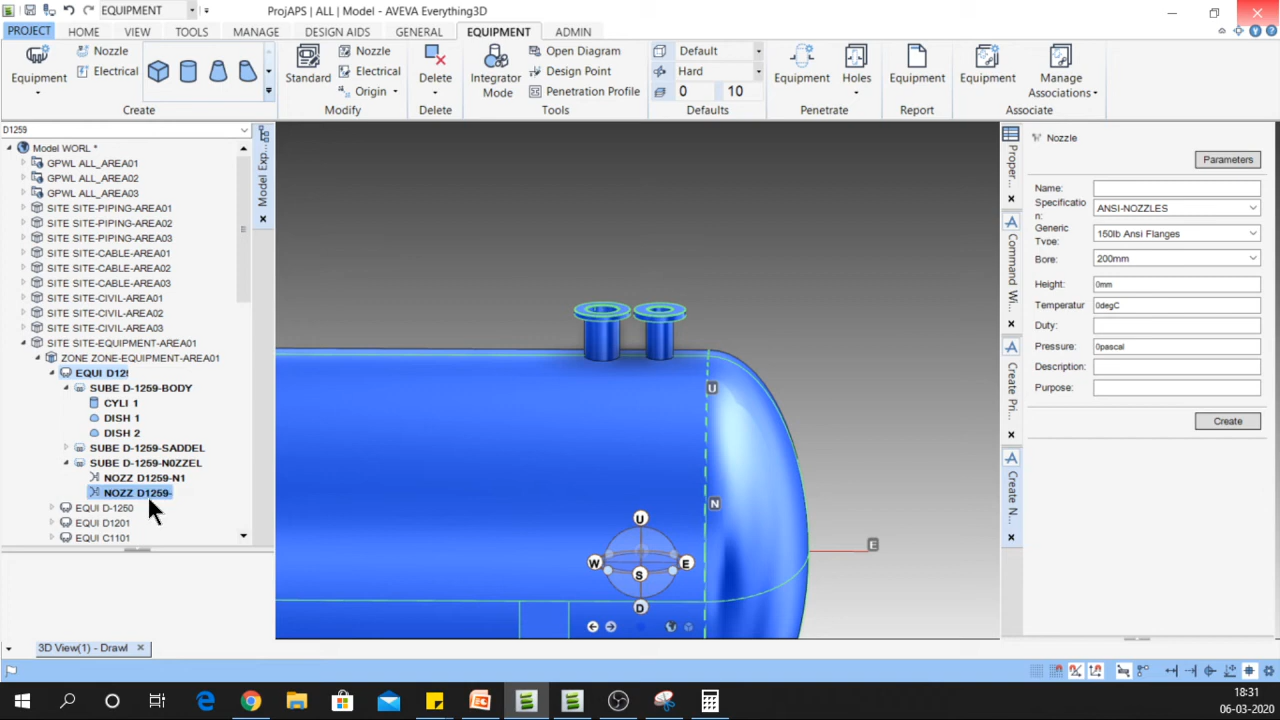 EQUIPMENT
ProjAPS | ALL | Model - AVEVA Everything3D
PROJECT
HOME
VIEW
TOOLS
MANAGE
DESIGN AIDS
GENERAL
EQUIPMENT
ADMIN
Equipment
Nozzle
Electrical
Create
Standard
Nozzle
Electrical
Origin
Modify
Delete
Delete
Integrator Mode
Open Diagram
Design Point
Penetration Profile
Tools
Default
Hard
0 10
Defaults
Equipment
Holes
Penetrate
Equipment
Report
Equipment
Manage Associations
Associate
D1259
Model WORL *
GPWL ALL_AREA01
GPWL ALL_AREA02
GPWL ALL_AREA03
SITE SITE-PIPING-AREA01
SITE SITE-PIPING-AREA02
SITE SITE-PIPING-AREA03
SITE SITE-CABLE-AREA01
SITE SITE-CABLE-AREA02
SITE SITE-CABLE-AREA03
SITE SITE-CIVIL-AREA01
SITE SITE-CIVIL-AREA02
SITE SITE-CIVIL-AREA03
SITE SITE-EQUIPMENT-AREA01
ZONE ZONE-EQUIPMENT-AREA01
EQUI D12!
SUBE D-1259-BODY
CYLI 1
DISH 1
DISH 2
SUBE D-1259-SADDEL
SUBE D-1259-N0ZZEL
NOZZ D1259-N1
NOZZ D1259-
EQUI D-1250
EQUI D1201
EQUI C1101
Model Exp...
U
N
E
U
W
E
S
D
Proper...
Command Wi...
Create Pri...
Create N...
Nozzle
Parameters
Name:
Specification: ANSI-NOZZLES
Generic Type: 150lb Ansi Flanges
Bore: 200mm
Height: 0mm
Temperatur 0degC
Duty:
Pressure: 0pascal
Description:
Purpose:
Create
3D View(1) - Drawl
18:31
06-03-2020